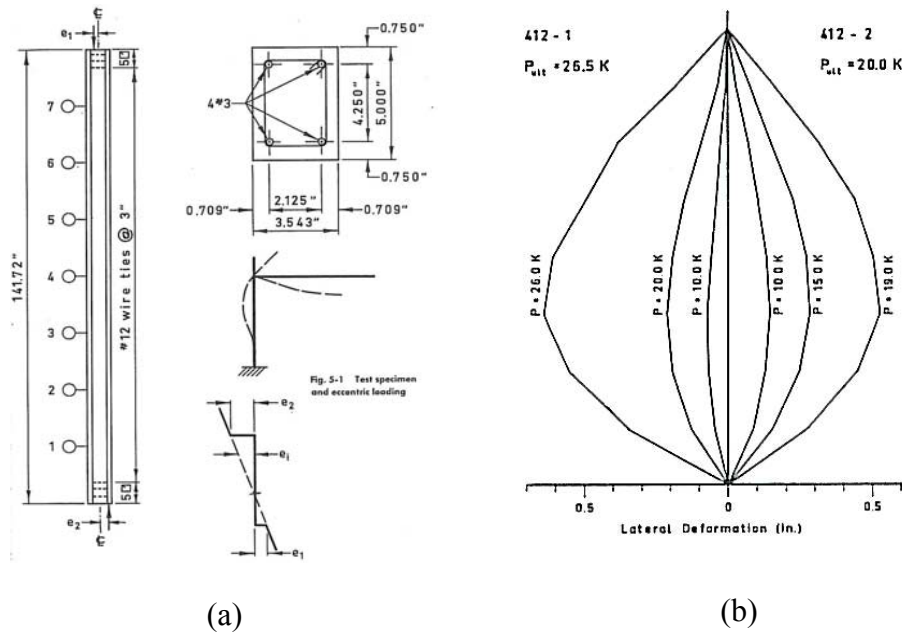 ℄
e₁
5▢
7
6
5
4
3
2
1
141.72"
#12 wire ties @ 3"
5▢
e₂
℄
0.750"
4#3
4.250"
5.000"
0.750"
2.125"
0.709"
0.709"
3.543"
Fig. 5-1 Test specimen
and eccentric loading
e₂
eᵢ
e₁
(a)
412 - 1
Pᵤₗₜ = 26.5 K
412 - 2
Pᵤₗₜ = 20.0 K
P = 26.0 K
P = 20.0 K
P = 10.0 K
P = 10.0 K
P = 15.0 K
P = 19.0 K
0.5
0
0.5
Lateral Deformation (in.)
(b)